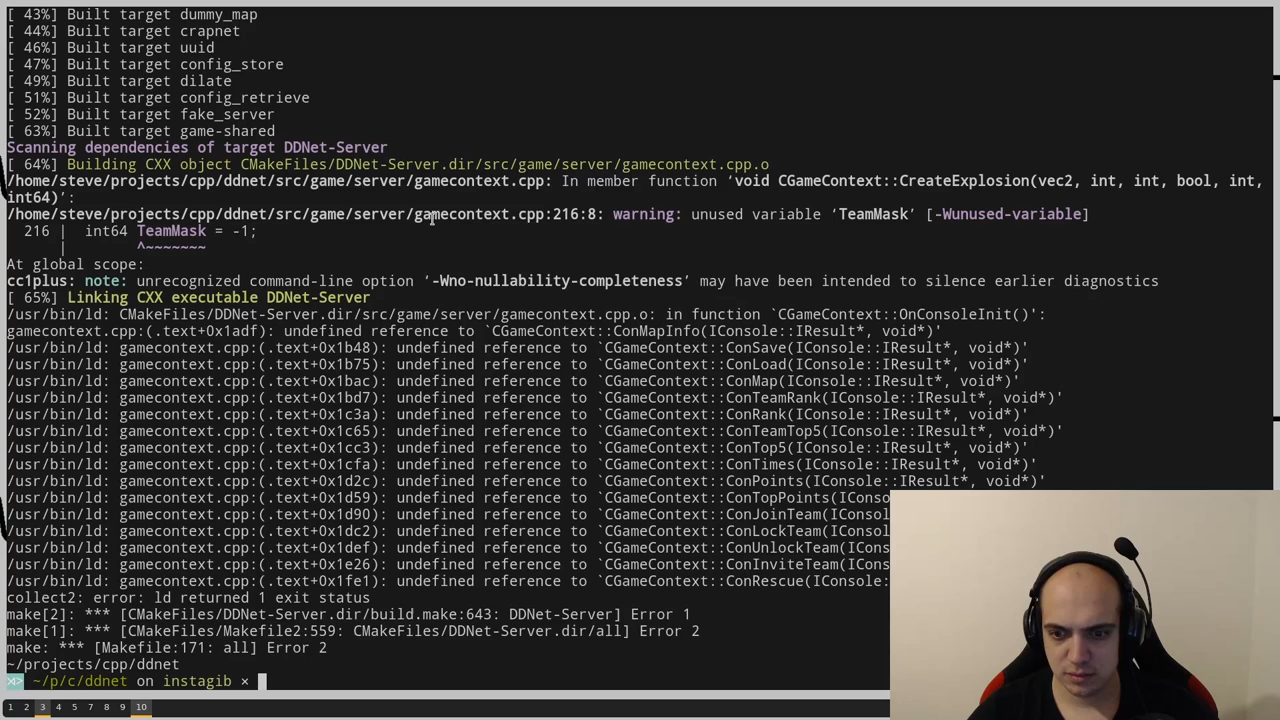 [ 43%] Built target dummy_map
[ 44%] Built target crapnet
[ 46%] Built target uuid
[ 47%] Built target config_store
[ 49%] Built target dilate
[ 51%] Built target config_retrieve
[ 52%] Built target fake_server
[ 63%] Built target game-shared
Scanning dependencies of target DDNet-Server
[ 64%] Building CXX object CMakeFiles/DDNet-Server.dir/src/game/server/gamecontext.cpp.o
/home/steve/projects/cpp/ddnet/src/game/server/gamecontext.cpp: In member function ‘void CGameContext::CreateExplosion(vec2, int, int, bool, int,
int64)’:
/home/steve/projects/cpp/ddnet/src/game/server/gamecontext.cpp:216:8: warning: unused variable ‘TeamMask’ [-Wunused-variable]
216 |  int64 TeamMask = -1;
|        ^~~~~~~~
At global scope:
cc1plus: note: unrecognized command-line option ‘-Wno-nullability-completeness’ may have been intended to silence earlier diagnostics
[ 65%] Linking CXX executable DDNet-Server
/usr/bin/ld: CMakeFiles/DDNet-Server.dir/src/game/server/gamecontext.cpp.o: in function `CGameContext::OnConsoleInit()':
gamecontext.cpp:(.text+0x1adf): undefined reference to `CGameContext::ConMapInfo(IConsole::IResult*, void*)'
/usr/bin/ld: gamecontext.cpp:(.text+0x1b48): undefined reference to `CGameContext::ConSave(IConsole::IResult*, void*)'
/usr/bin/ld: gamecontext.cpp:(.text+0x1b75): undefined reference to `CGameContext::ConLoad(IConsole::IResult*, void*)'
/usr/bin/ld: gamecontext.cpp:(.text+0x1bac): undefined reference to `CGameContext::ConMap(IConsole::IResult*, void*)'
/usr/bin/ld: gamecontext.cpp:(.text+0x1bd7): undefined reference to `CGameContext::ConTeamRank(IConsole::IResult*, void*)'
/usr/bin/ld: gamecontext.cpp:(.text+0x1c3a): undefined reference to `CGameContext::ConRank(IConsole::IResult*, void*)'
/usr/bin/ld: gamecontext.cpp:(.text+0x1c65): undefined reference to `CGameContext::ConTeamTop5(IConsole::IResult*, void*)'
/usr/bin/ld: gamecontext.cpp:(.text+0x1cc3): undefined reference to `CGameContext::ConTop5(IConsole::IResult*, void*)'
/usr/bin/ld: gamecontext.cpp:(.text+0x1cfa): undefined reference to `CGameContext::ConTimes(IConsole::IResult*, void*)'
/usr/bin/ld: gamecontext.cpp:(.text+0x1d2c): undefined reference to `CGameContext::ConPoints(IConsole::IResult*, void*)'
/usr/bin/ld: gamecontext.cpp:(.text+0x1d59): undefined reference to `CGameContext::ConTopPoints(IConso
/usr/bin/ld: gamecontext.cpp:(.text+0x1d90): undefined reference to `CGameContext::ConJoinTeam(IConsol
/usr/bin/ld: gamecontext.cpp:(.text+0x1dc2): undefined reference to `CGameContext::ConLockTeam(IConsol
/usr/bin/ld: gamecontext.cpp:(.text+0x1def): undefined reference to `CGameContext::ConUnlockTeam(ICons
/usr/bin/ld: gamecontext.cpp:(.text+0x1e26): undefined reference to `CGameContext::ConInviteTeam(ICons
/usr/bin/ld: gamecontext.cpp:(.text+0x1fe1): undefined reference to `CGameContext::ConRescue(IConsole:
collect2: error: ld returned 1 exit status
make[2]: *** [CMakeFiles/DDNet-Server.dir/build.make:643: DDNet-Server] Error 1
make[1]: *** [CMakeFiles/Makefile2:559: CMakeFiles/DDNet-Server.dir/all] Error 2
make: *** [Makefile:171: all] Error 2
~/projects/cpp/ddnet
~/p/c/ddnet on instagib ×
1 2 3 4 5 7 8 9 10